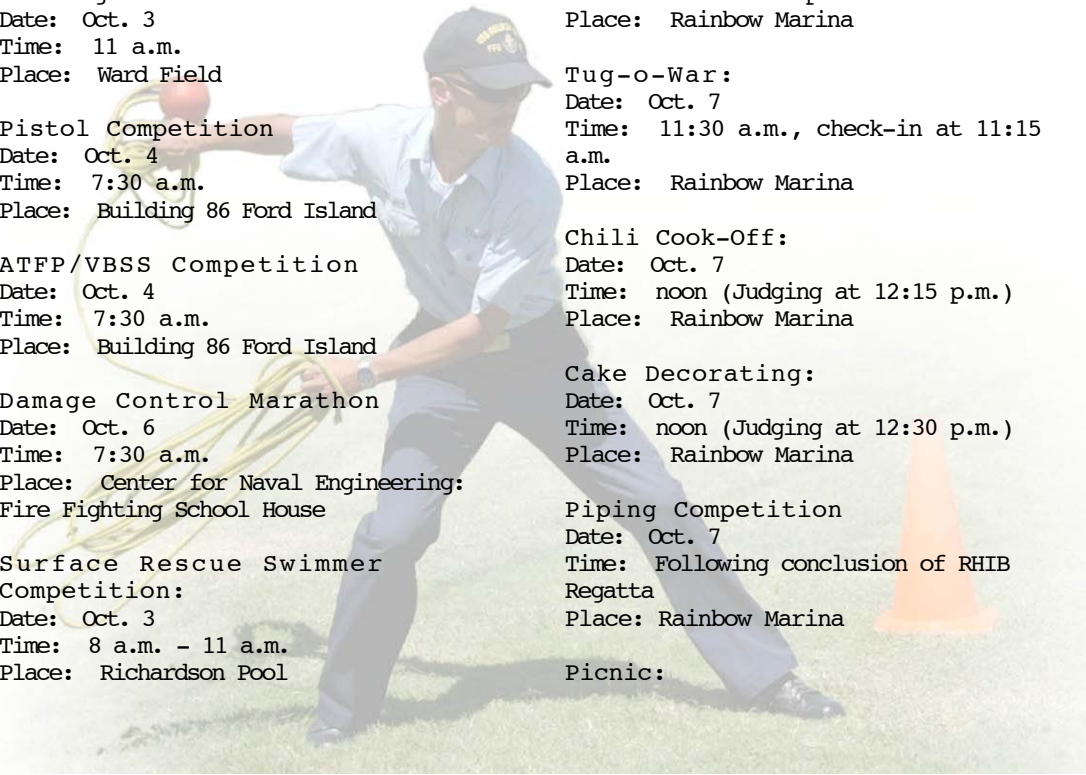 Date: Oct. 3
Time: 11 a.m.
Place: Ward Field
Pistol Competition
Date: Oct. 4
Time: 7:30 a.m.
Place: Building 86 Ford Island
ATFP/VBSS Competition
Date: Oct. 4
Time: 7:30 a.m.
Place: Building 86 Ford Island
Damage Control Marathon
Date: Oct. 6
Time: 7:30 a.m.
Place: Center for Naval Engineering:
Fire Fighting School House
Surface Rescue Swimmer
Competition:
Date: Oct. 3
Time: 8 a.m. - 11 a.m.
Place: Richardson Pool
Place: Rainbow Marina
Tug-o-War:
Date: Oct. 7
Time: 11:30 a.m., check-in at 11:15
a.m.
Place: Rainbow Marina
Chili Cook-Off:
Date: Oct. 7
Time: noon (Judging at 12:15 p.m.)
Place: Rainbow Marina
Cake Decorating:
Date: Oct. 7
Time: noon (Judging at 12:30 p.m.)
Place: Rainbow Marina
Piping Competition
Date: Oct. 7
Time: Following conclusion of RHIB
Regatta
Place: Rainbow Marina
Picnic: